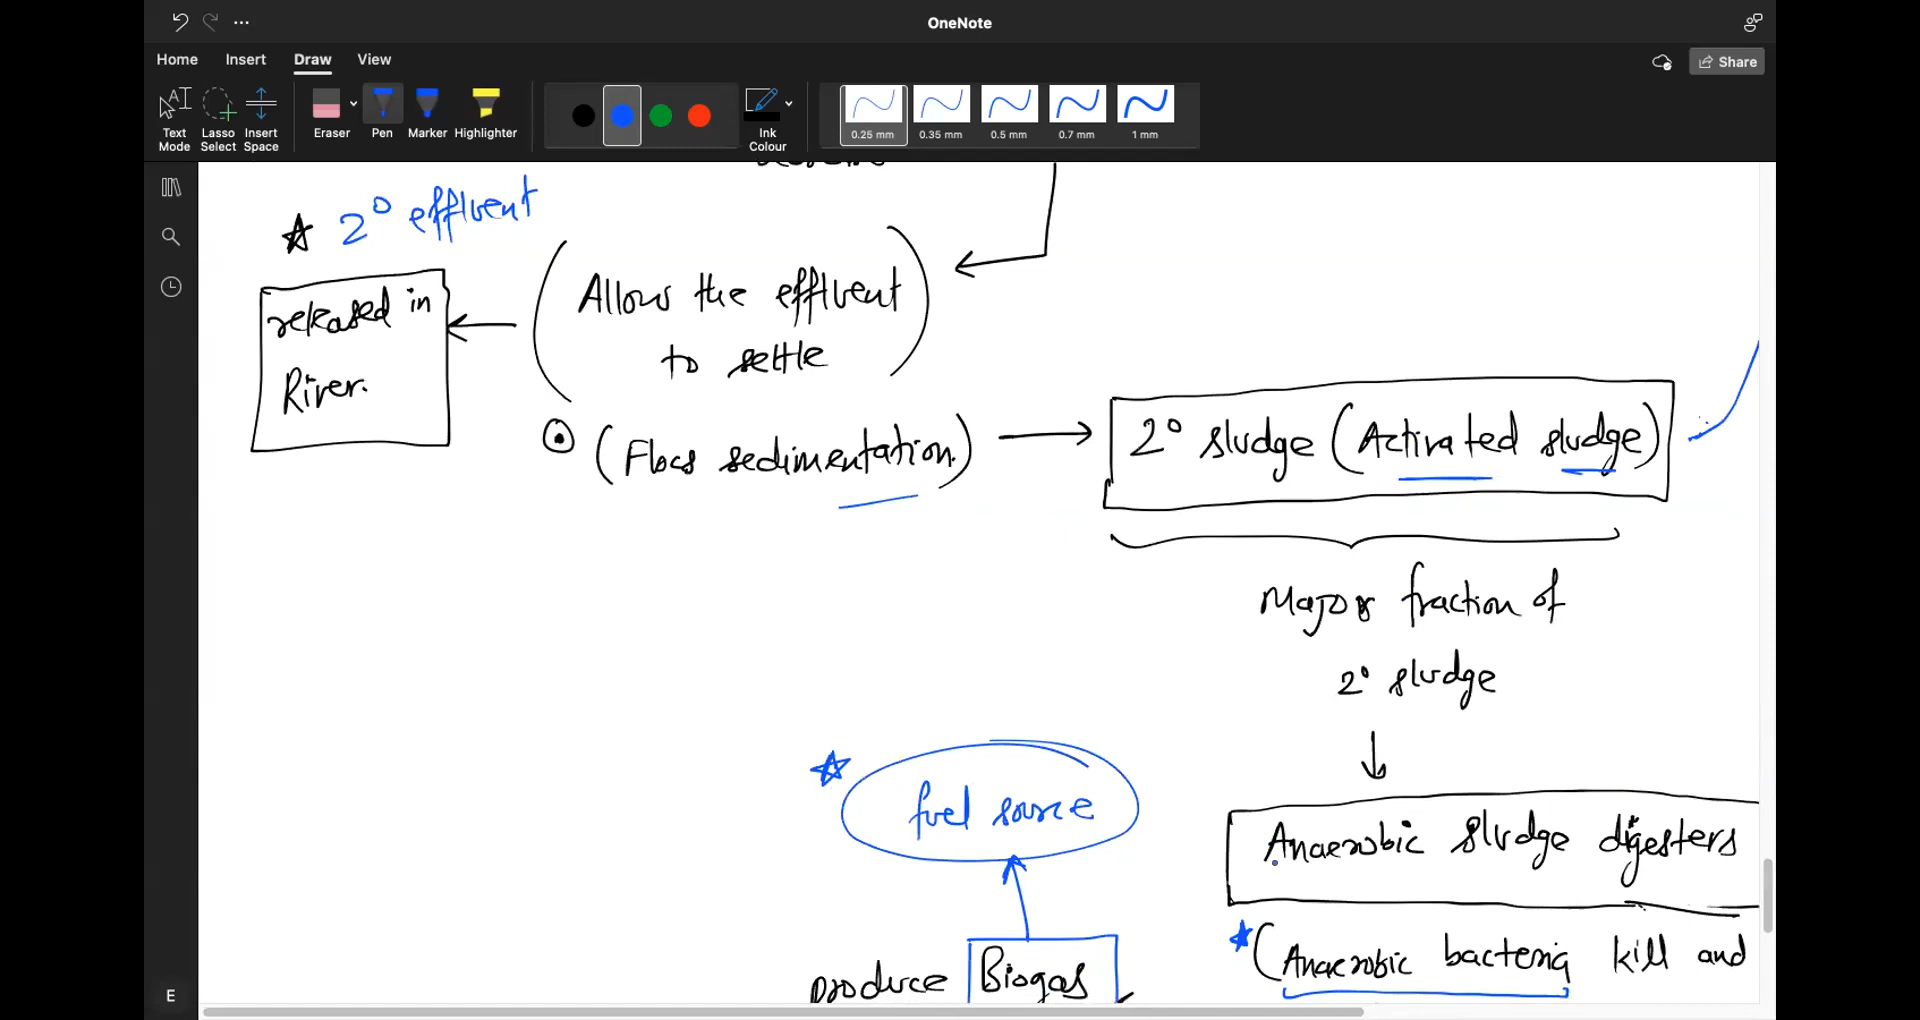 OneNote
Home Insert Draw View
Share
Text Mode
Lasso Select
Insert Space
Eraser
Pen
Marker
Highlighter
Ink Colour
0.25 mm
0.35 mm
0.5 mm
0.7 mm
1 mm
2° effluent
released in
River.
(Allows the effluent
to settle)
(Flocs sedimentation.)
2° sludge (Activated sludge)
Major fraction of
2° sludge
fuel source
Anaerobic sludge digesters
(Anaerobic bacteria kill and
produce Biogas
E